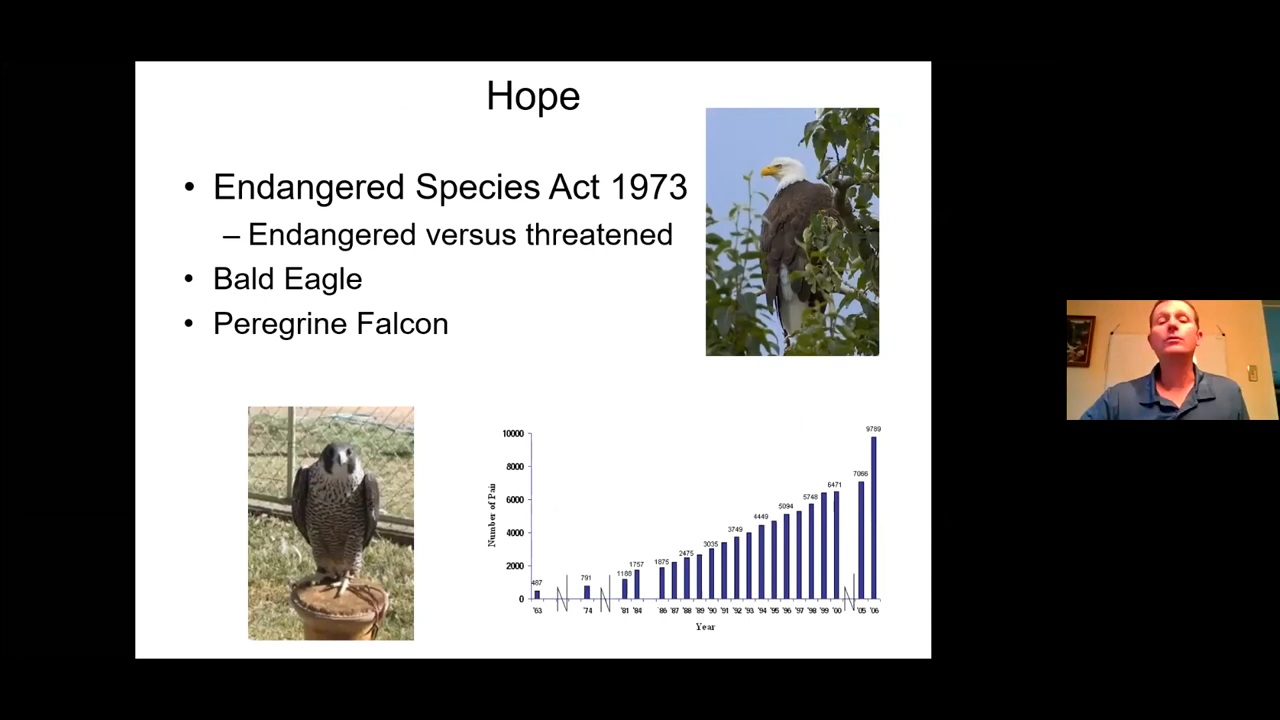 Hope
• Endangered Species Act 1973
– Endangered versus threatened
• Bald Eagle
• Peregrine Falcon
10000
8000
6000
4000
2000
0
Number of Pair
487
791
1188
1757
1875
2475
3035
3749
4449
5094
5748
6471
7066
9789
'63 '74 '81 '84 '86 '87 '88 '89 '90 '91 '92 '93 '94 '95 '96 '97 '98 '99 '00 '05 '06
Year